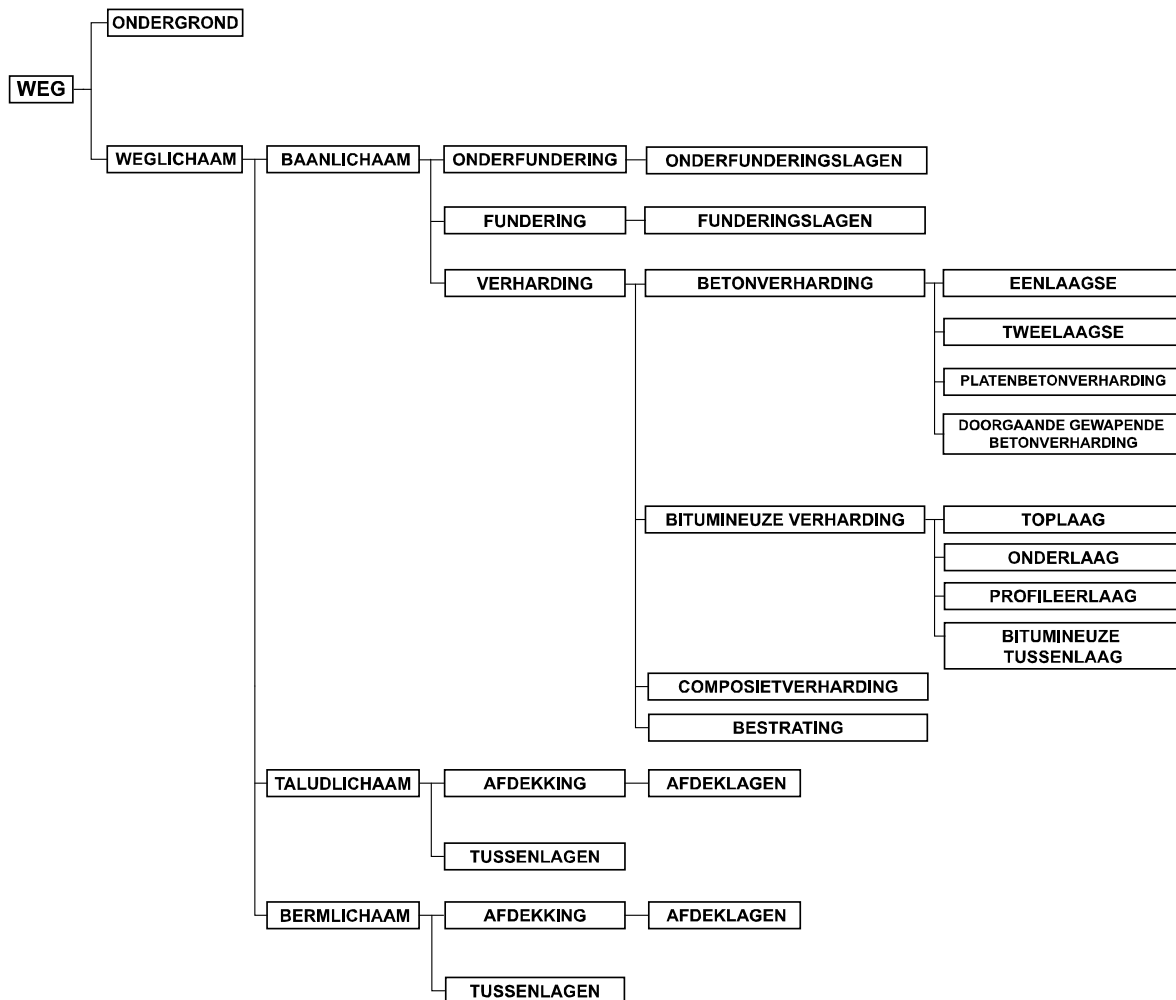 ONDERGROND
WEG
WEGLICHAAM
BAANLICHAAM
ONDERFUNDERING
ONDERFUNDERINGSLAGEN
FUNDERING
FUNDERINGSLAGEN
VERHARDING
BETONVERHARDING
EENLAAGSE
TWEELAAGSE
PLATENBETONVERHARDING
DOORGAANDE GEWAPENDE
BETONVERHARDING
BITUMINEUZE VERHARDING
TOPLAAG
ONDERLAAG
PROFILEERLAAG
BITUMINEUZE
TUSSENLAAG
COMPOSIETVERHARDING
BESTRATING
TALUDLICHAAM
AFDEKKING
AFDEKLAGEN
TUSSENLAGEN
BERMLICHAAM
AFDEKKING
AFDEKLAGEN
TUSSENLAGEN